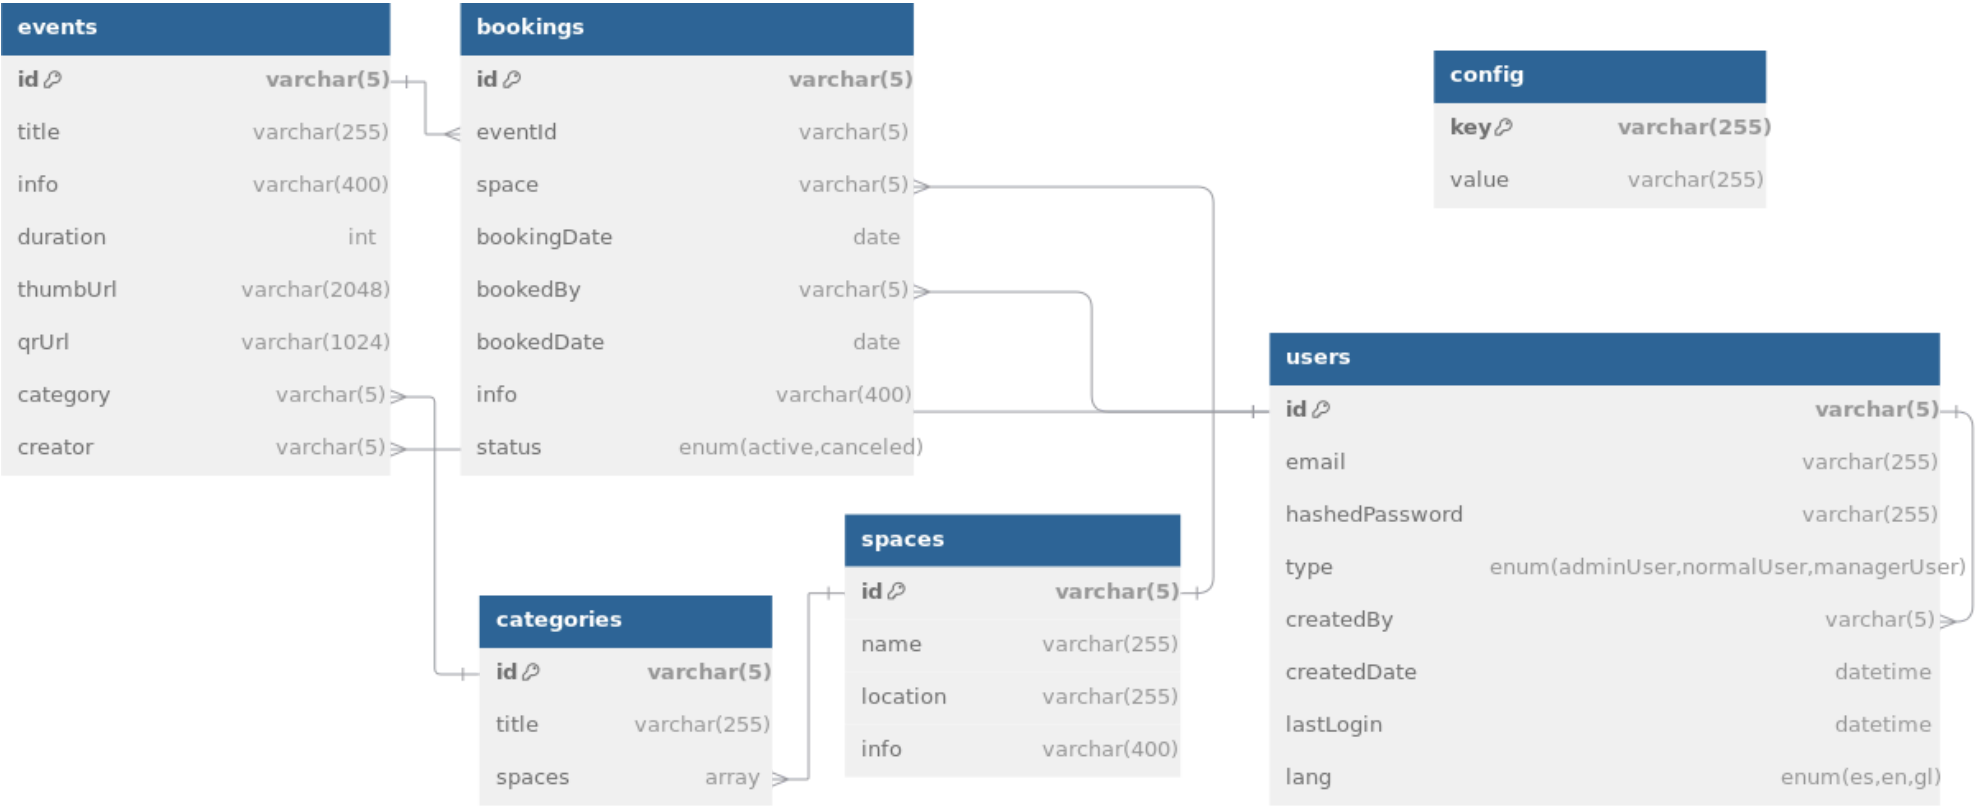 events
id varchar(5)
title varchar(255)
info varchar(400)
duration int
thumbUrl varchar(2048)
qrUrl varchar(1024)
category varchar(5)
creator varchar(5)
bookings
id varchar(5)
eventId varchar(5)
space varchar(5)
bookingDate date
bookedBy varchar(5)
bookedDate date
info varchar(400)
status enum(active,canceled)
config
key varchar(255)
value varchar(255)
users
id varchar(5)
email varchar(255)
hashedPassword varchar(255)
type enum(adminUser,normalUser,managerUser)
createdBy varchar(5)
createdDate datetime
lastLogin datetime
lang enum(es,en,gl)
spaces
id varchar(5)
name varchar(255)
location varchar(255)
info varchar(400)
categories
id varchar(5)
title varchar(255)
spaces array